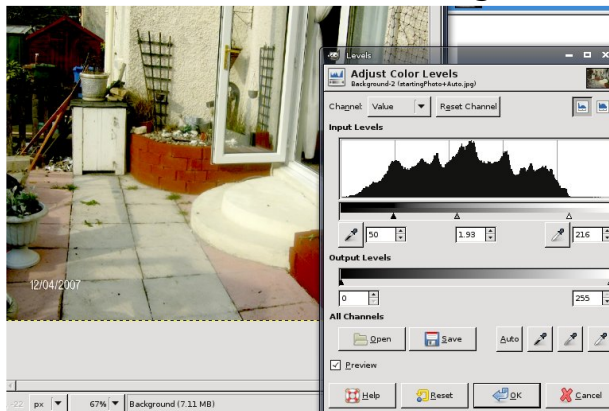 Levels
Adjust Color Levels
Background-2 (startingPhoto+Auto.jpg)
Channel: Value Reset Channel
Input Levels
50 1.93 216
Output Levels
0 255
All Channels
Open Save Auto
Preview
Help Reset OK Cancel
12/04/2007
-22 px 67% Background (7.11 MB)